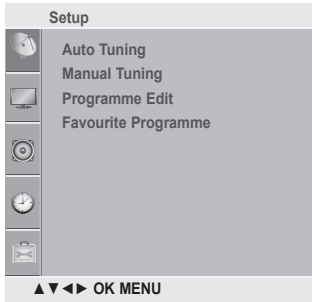 Setup
Auto Tuning
Manual Tuning
Programme Edit
Favourite Programme
▲▼◄► OK MENU